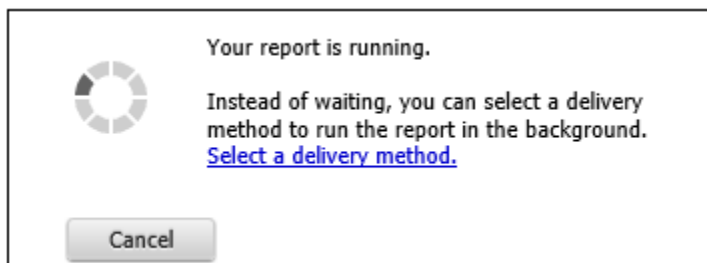 Your report is running.
Instead of waiting, you can select a delivery
method to run the report in the background.
Select a delivery method.
Cancel